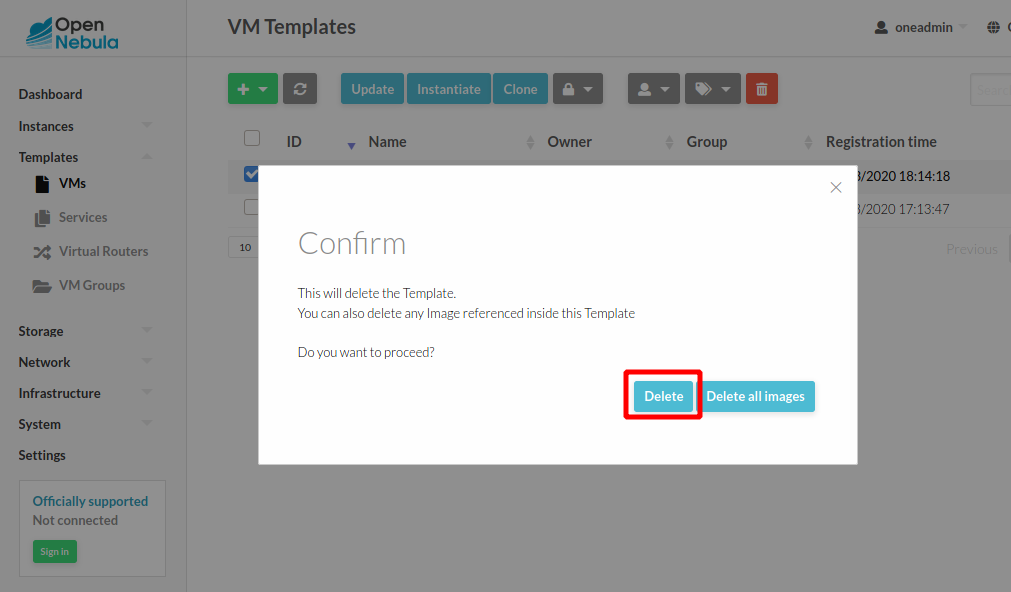 Open
Nebula
VM Templates
oneadmin
Dashboard
Instances
Templates
VMs
Services
Virtual Routers
VM Groups
Storage
Network
Infrastructure
System
Settings
Officially supported
Not connected
Sign in
Update Instantiate Clone
ID Name Owner Group Registration time
/2020 18:14:18
/2020 17:13:47
10
Previous
Confirm
This will delete the Template.
You can also delete any Image referenced inside this Template
Do you want to proceed?
Delete Delete all images